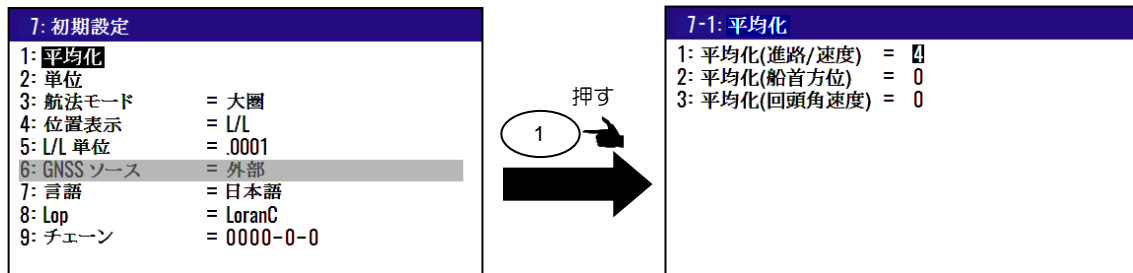 7: 初期設定
1: 平均化
2: 単位
3: 航法モード = 大圏
4: 位置表示 = L/L
5: L/L 単位 = .0001
6: GNSS ソース = 外部
7: 言語 = 日本語
8: Lop = LoranC
9: チェーン = 0000-0-0
押す
1
7-1: 平均化
1: 平均化(進路/速度) = 4
2: 平均化(船首方位) = 0
3: 平均化(回頭角速度) = 0